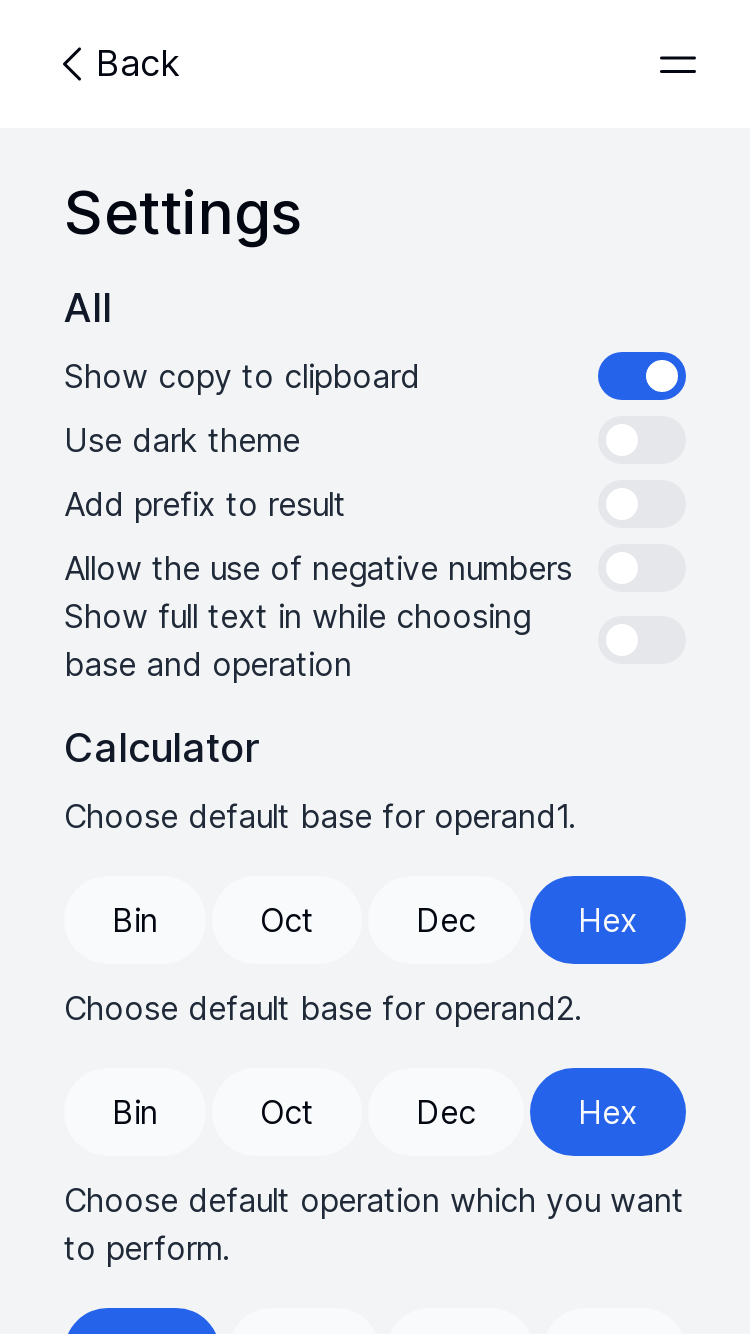 Back
Settings
All
Show copy to clipboard
Use dark theme
Add prefix to result
Allow the use of negative numbers
Show full text in while choosing
base and operation
Calculator
Choose default base for operand1.
Bin Oct Dec Hex
Choose default base for operand2.
Bin Oct Dec Hex
Choose default operation which you want
to perform.